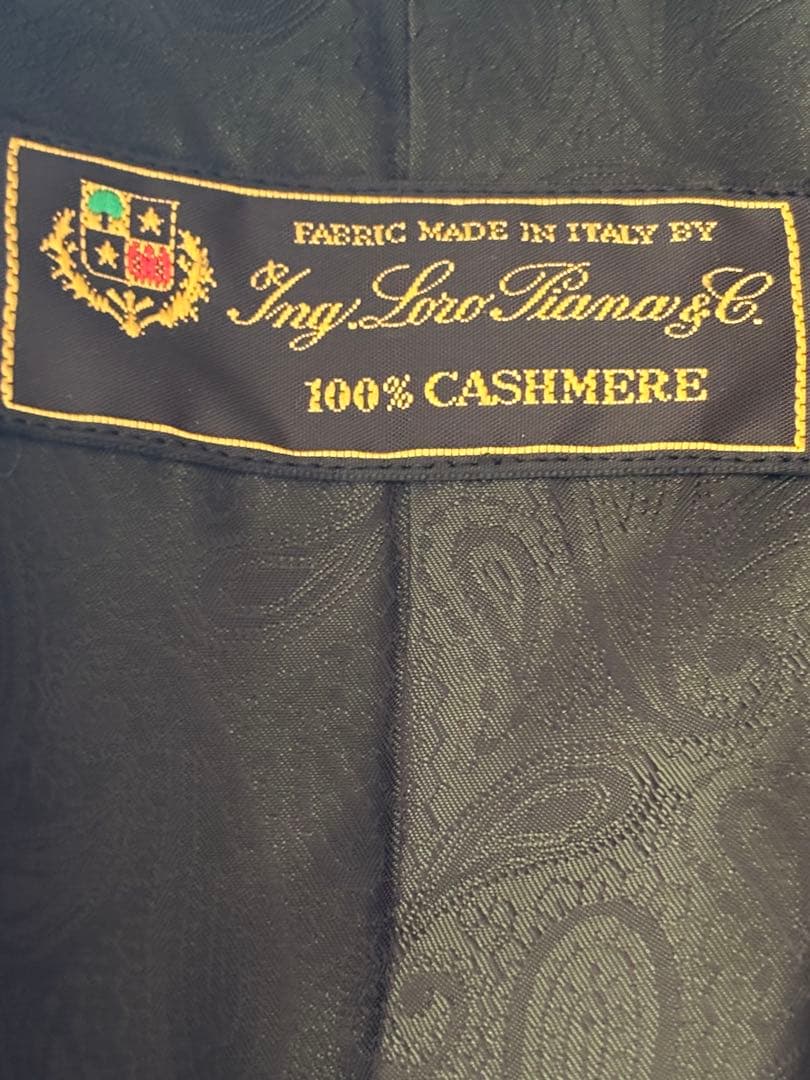 FABRIC MADE IN ITALY BY
Ing. Loro Piana & C.
100% CASHMERE